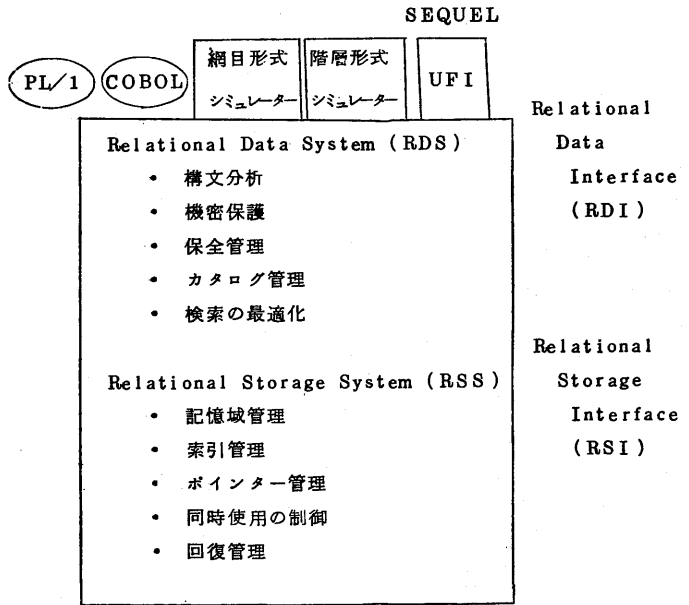 SEQUEL
PL/1
COBOL
網目形式
シミュレーター
階層形式
シミュレーター
UFI
Relational
Data
Interface
(RDI)
Relational Data System (RDS)
• 構文分析
• 機密保護
• 保全管理
• カタログ管理
• 検索の最適化
Relational
Storage
Interface
(RSI)
Relational Storage System (RSS)
• 記憶域管理
• 索引管理
• ポインター管理
• 同時使用の制御
• 回復管理